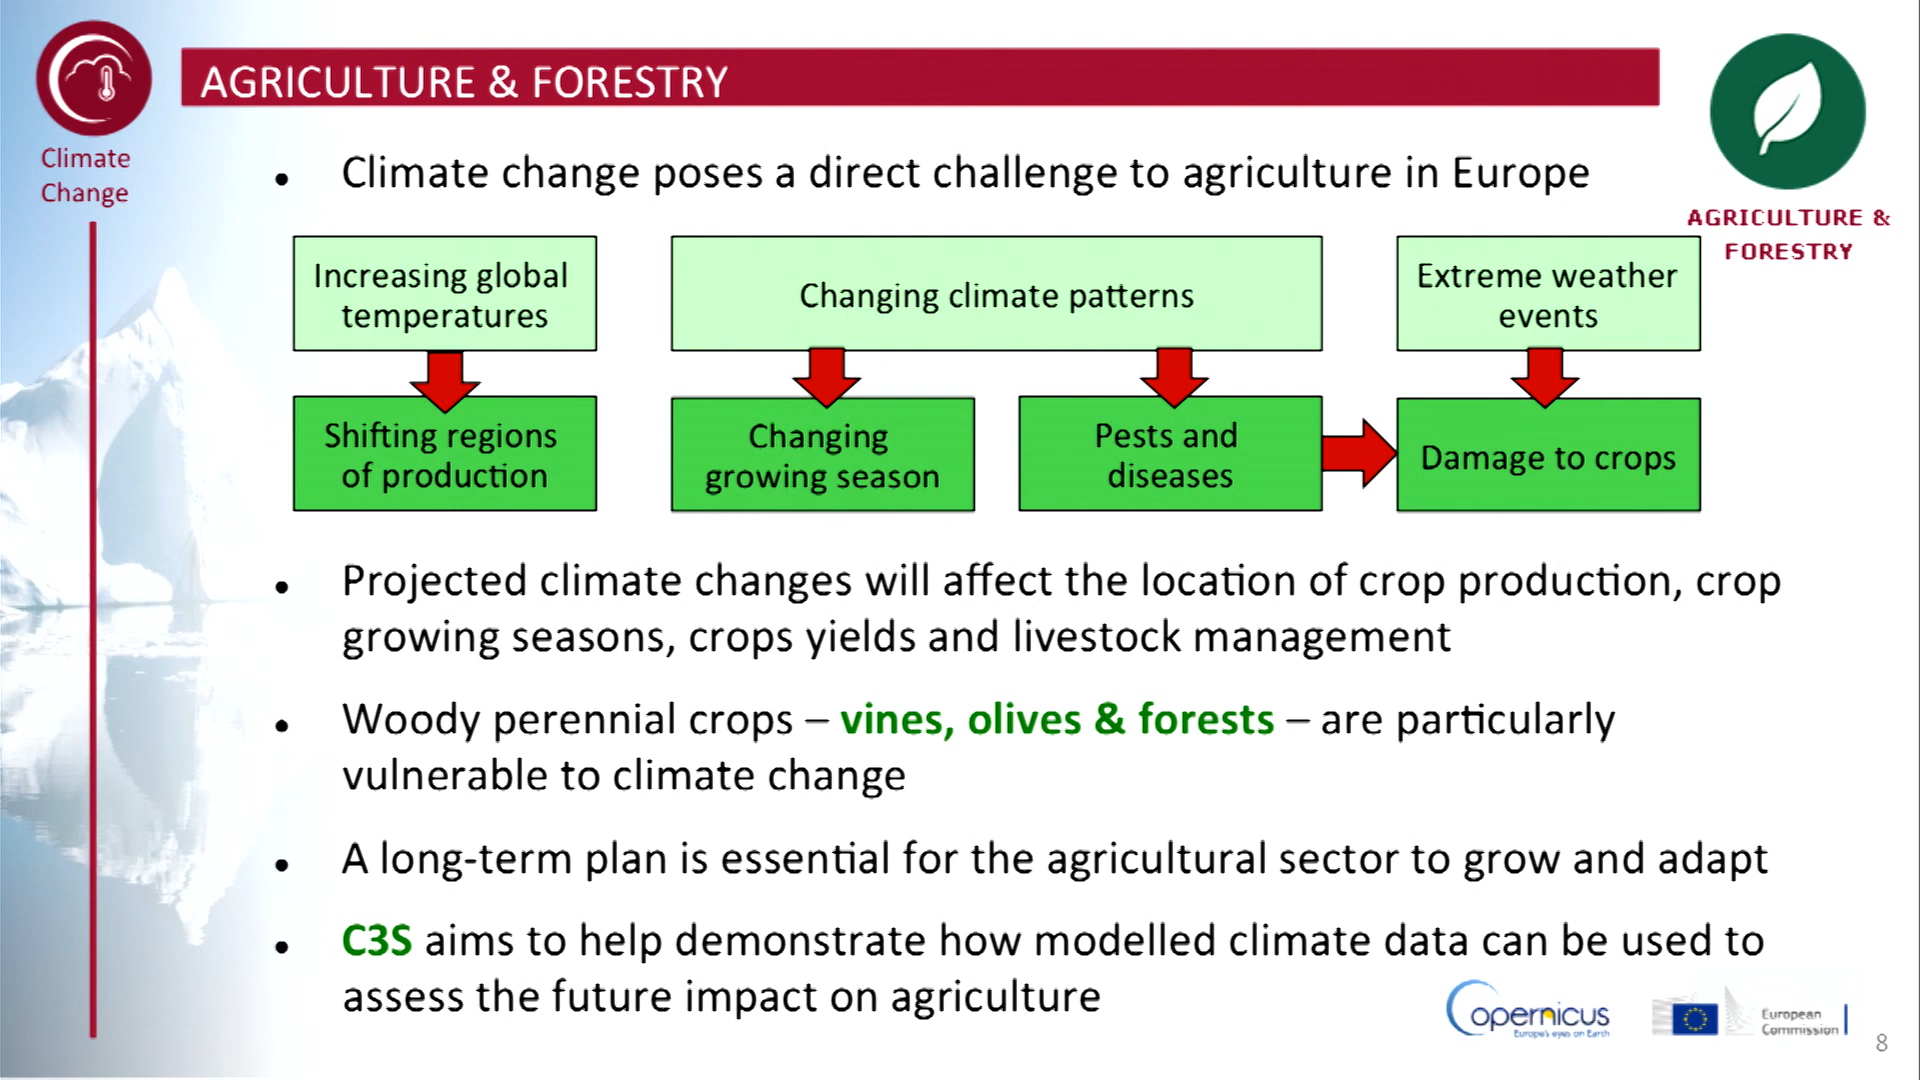 AGRICULTURE & FORESTRY
Climate
Change
AGRICULTURE &
FORESTRY
• Climate change poses a direct challenge to agriculture in Europe
Increasing global
temperatures
Changing climate patterns
Extreme weather
events
Shifting regions
of production
Changing
growing season
Pests and
diseases
Damage to crops
• Projected climate changes will affect the location of crop production, crop
growing seasons, crops yields and livestock management
• Woody perennial crops – vines, olives & forests – are particularly
vulnerable to climate change
• A long-term plan is essential for the agricultural sector to grow and adapt
• C3S aims to help demonstrate how modelled climate data can be used to
assess the future impact on agriculture
Copernicus
Europe's eyes on Earth
European
Commission
8